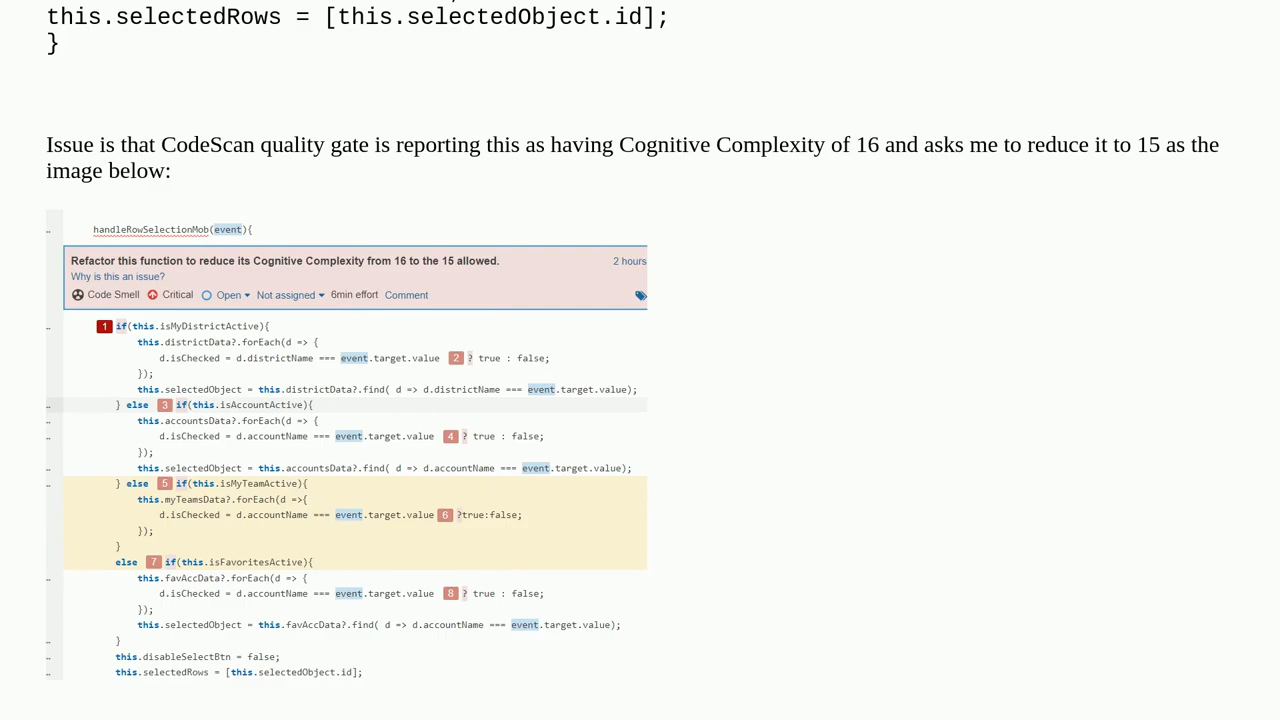 this.selectedRows = [this.selectedObject.id];
}
Issue is that CodeScan quality gate is reporting this as having Cognitive Complexity of 16 and asks me to reduce it to 15 as the
image below:
handleRowSelectionMob(event){
Refactor this function to reduce its Cognitive Complexity from 16 to the 15 allowed. 2 hours
Why is this an issue?
Code Smell Critical Open Not assigned 6min effort Comment
1 if(this.isMyDistrictActive){
this.districtData?.forEach(d => {
d.isChecked = d.districtName === event.target.value 2 ? true : false;
});
this.selectedObject = this.districtData?.find( d => d.districtName === event.target.value);
} else 3 if(this.isAccountActive){
this.accountsData?.forEach(d => {
d.isChecked = d.accountName === event.target.value 4 ? true : false;
});
this.selectedObject = this.accountsData?.find( d => d.accountName === event.target.value);
} else 5 if(this.isMyTeamActive){
this.myTeamsData?.forEach(d =>{
d.isChecked = d.accountName === event.target.value 6 ?true:false;
});
}
else 7 if(this.isFavoritesActive){
this.favAccData?.forEach(d => {
d.isChecked = d.accountName === event.target.value 8 ? true : false;
});
this.selectedObject = this.favAccData?.find( d => d.accountName === event.target.value);
}
this.disableSelectBtn = false;
this.selectedRows = [this.selectedObject.id];